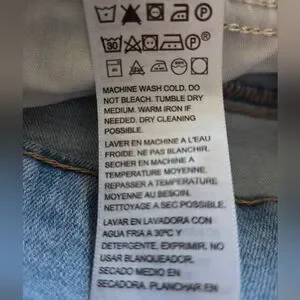 30 P
MACHINE WASH COLD. DO
NOT BLEACH. TUMBLE DRY
MEDIUM. WARM IRON IF
NEEDED. DRY CLEANING
POSSIBLE.
LAVER EN MACHINE A L'EAU
FROIDE. NE PAS BLANCHIR.
SECHER EN MACHINE A
TEMPERATURE MOYENNE.
REPASSER A TEMPERATURE
MOYENNE AU BESOIN.
NETTOYAGE A SEC POSSIBLE.
LAVAR EN LAVADORA CON
AGUA FRIA A 30ºC Y
DETERGENTE, EXPRIMIR, NO
USAR BLANQUEADOR.
SECADO MEDIO EN
SECADORA. PLANCHAR EN